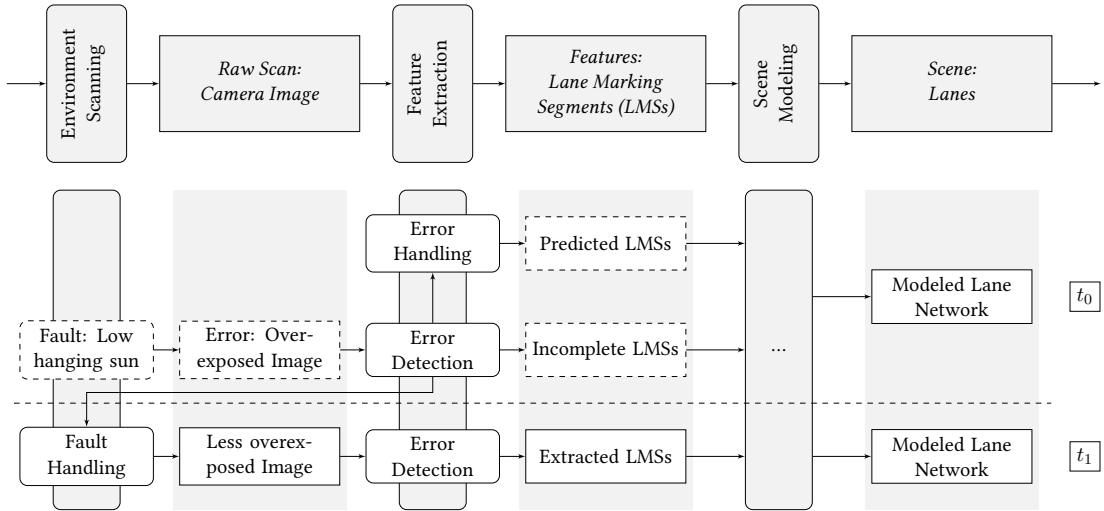 Environment
Scanning
Raw Scan:
Camera Image
Feature
Extraction
Features:
Lane Marking
Segments (LMSs)
Scene
Modeling
Scene:
Lanes
Error
Handling
Predicted LMSs
Modeled Lane
Network
t0
Fault: Low
hanging sun
Error: Over-
exposed Image
Error
Detection
Incomplete LMSs
...
Fault
Handling
Less overex-
posed Image
Error
Detection
Extracted LMSs
Modeled Lane
Network
t1